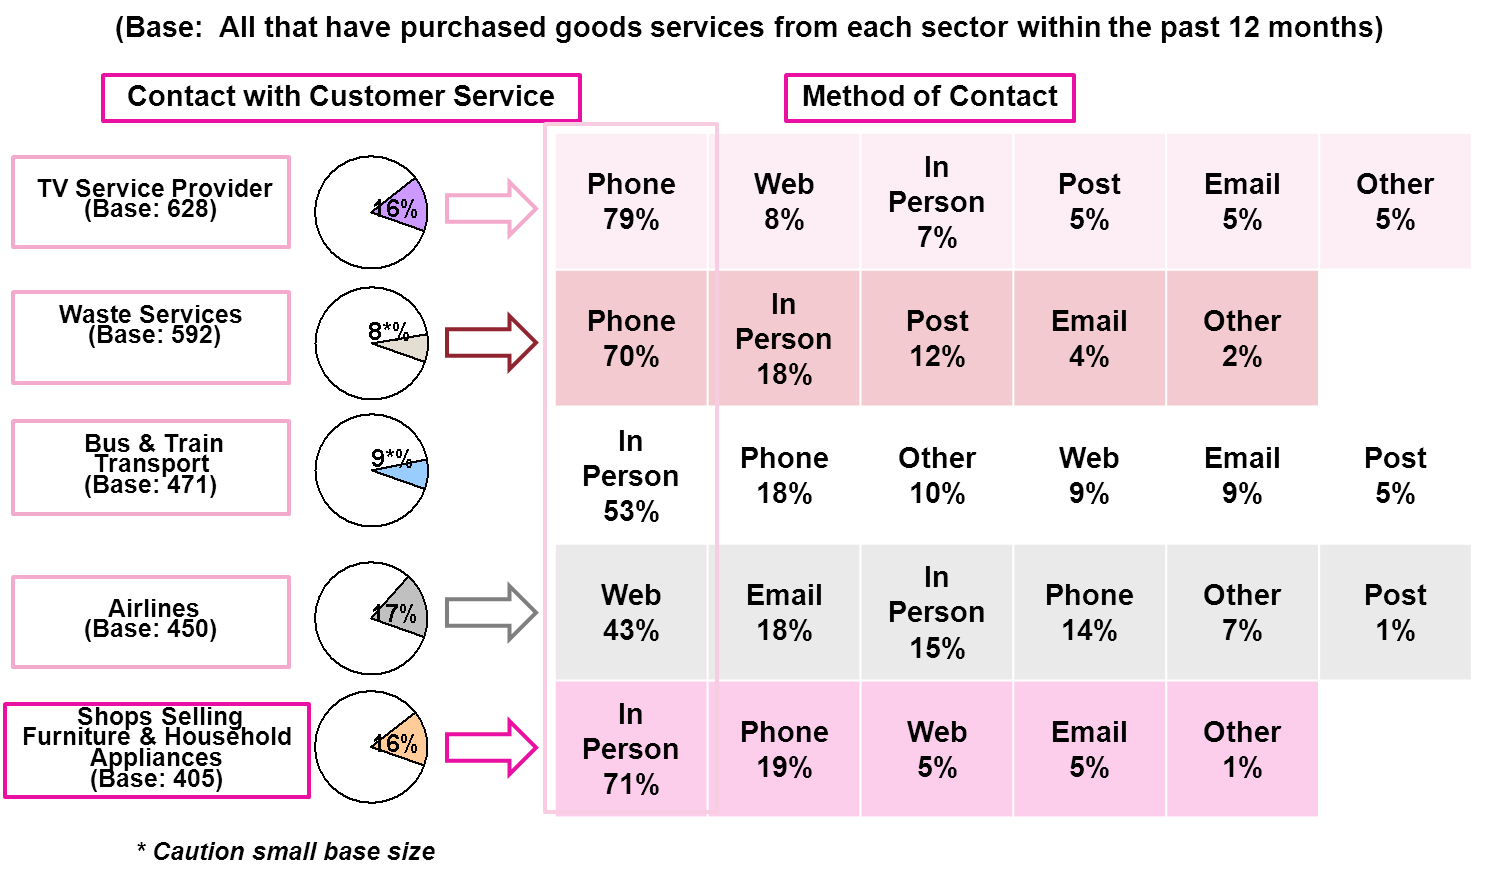 (Base:  All that have purchased goods services from each sector within the past 12 months)
Contact with Customer Service
Method of Contact
TV Service Provider
(Base: 628)
16%
Phone
79%
Web
8%
In
Person
7%
Post
5%
Email
5%
Other
5%
Waste Services
(Base: 592)
8*%
Phone
70%
In
Person
18%
Post
12%
Email
4%
Other
2%
Bus & Train
Transport
(Base: 471)
9*%
In
Person
53%
Phone
18%
Other
10%
Web
9%
Email
9%
Post
5%
Airlines
(Base: 450)
17%
Web
43%
Email
18%
In
Person
15%
Phone
14%
Other
7%
Post
1%
Shops Selling
Furniture & Household
Appliances
(Base: 405)
16%
In
Person
71%
Phone
19%
Web
5%
Email
5%
Other
1%
* Caution small base size